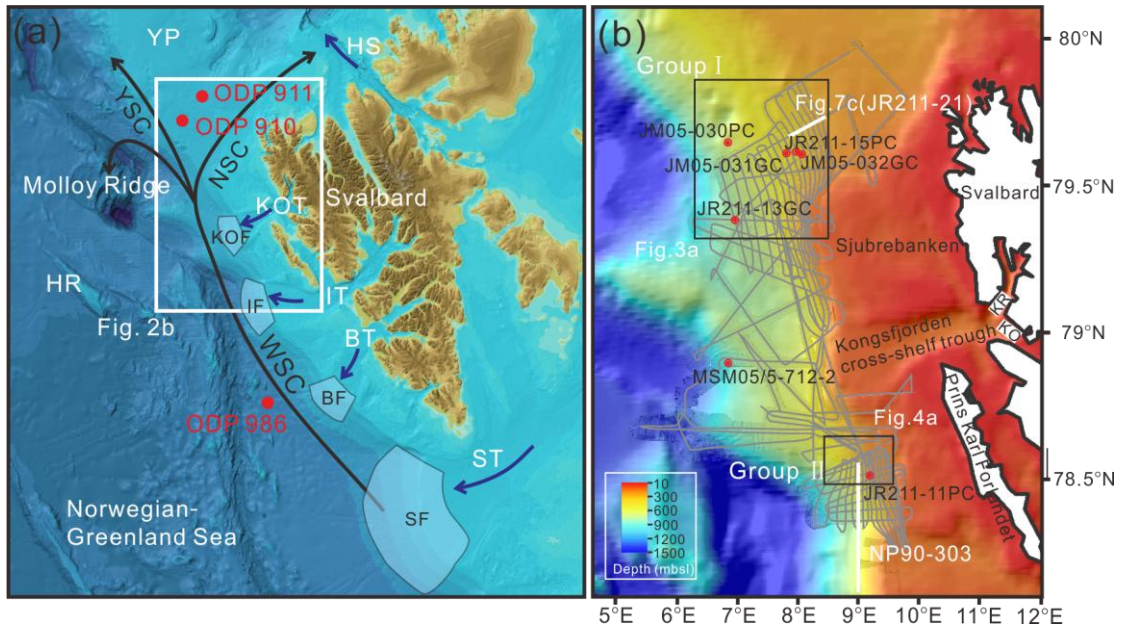 (a)
YP
HS
ODP 911
ODP 910
YSC
NSC
Molloy Ridge
KOT
Svalbard
KOF
HR
IT
IF
Fig. 2b
BT
WSC
BF
ODP 986
ST
Norwegian-
Greenland Sea
SF
(b)
80°N
Group I
Fig.7c(JR211-21)
JM05-030PC
JR211-15PC
JM05-031GC
JM05-032GC
79.5°N
Svalbard
JR211-13GC
Fig.3a
Sjubrebanken
KR
KO
79°N
Kongsfjorden
cross-shelf trough
MSM05/5-712-2
Fig.4a
Prins Karl Forlundet
Group II
78.5°N
JR211-11PC
10
300
600
900
1200
1500
Depth (mbsl)
NP90-303
5°E
6°E
7°E
8°E
9°E
10°E
11°E
12°E